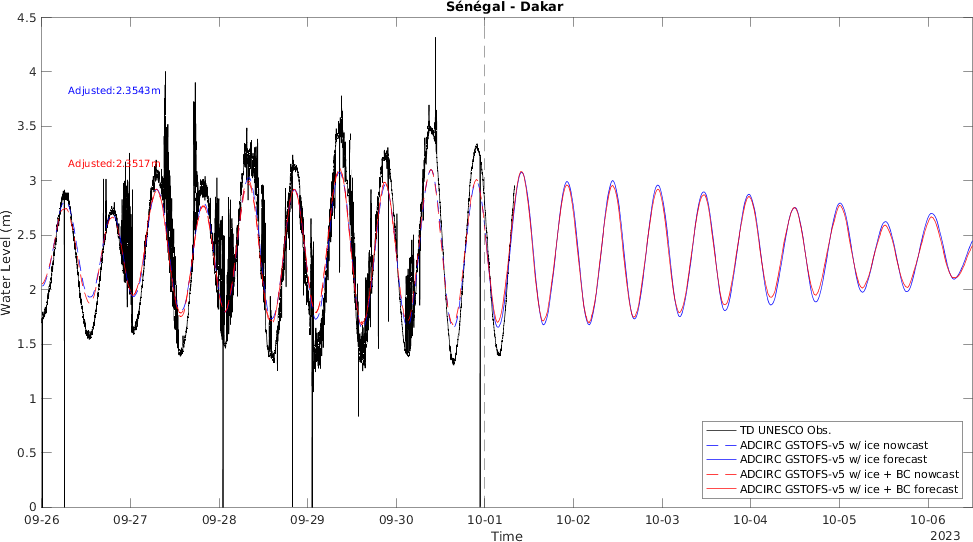 Sénégal - Dakar
4.5
4
3.5
3
2.5
2
1.5
1
0.5
0
Water Level (m)
Adjusted:2.3543m
Adjusted:2.3517m
TD UNESCO Obs.
ADCIRC GSTOFS-v5 w/ ice nowcast
ADCIRC GSTOFS-v5 w/ ice forecast
ADCIRC GSTOFS-v5 w/ ice + BC nowcast
ADCIRC GSTOFS-v5 w/ ice + BC forecast
09-26 09-27 09-28 09-29 09-30 10-01 10-02 10-03 10-04 10-05 10-06
Time
2023